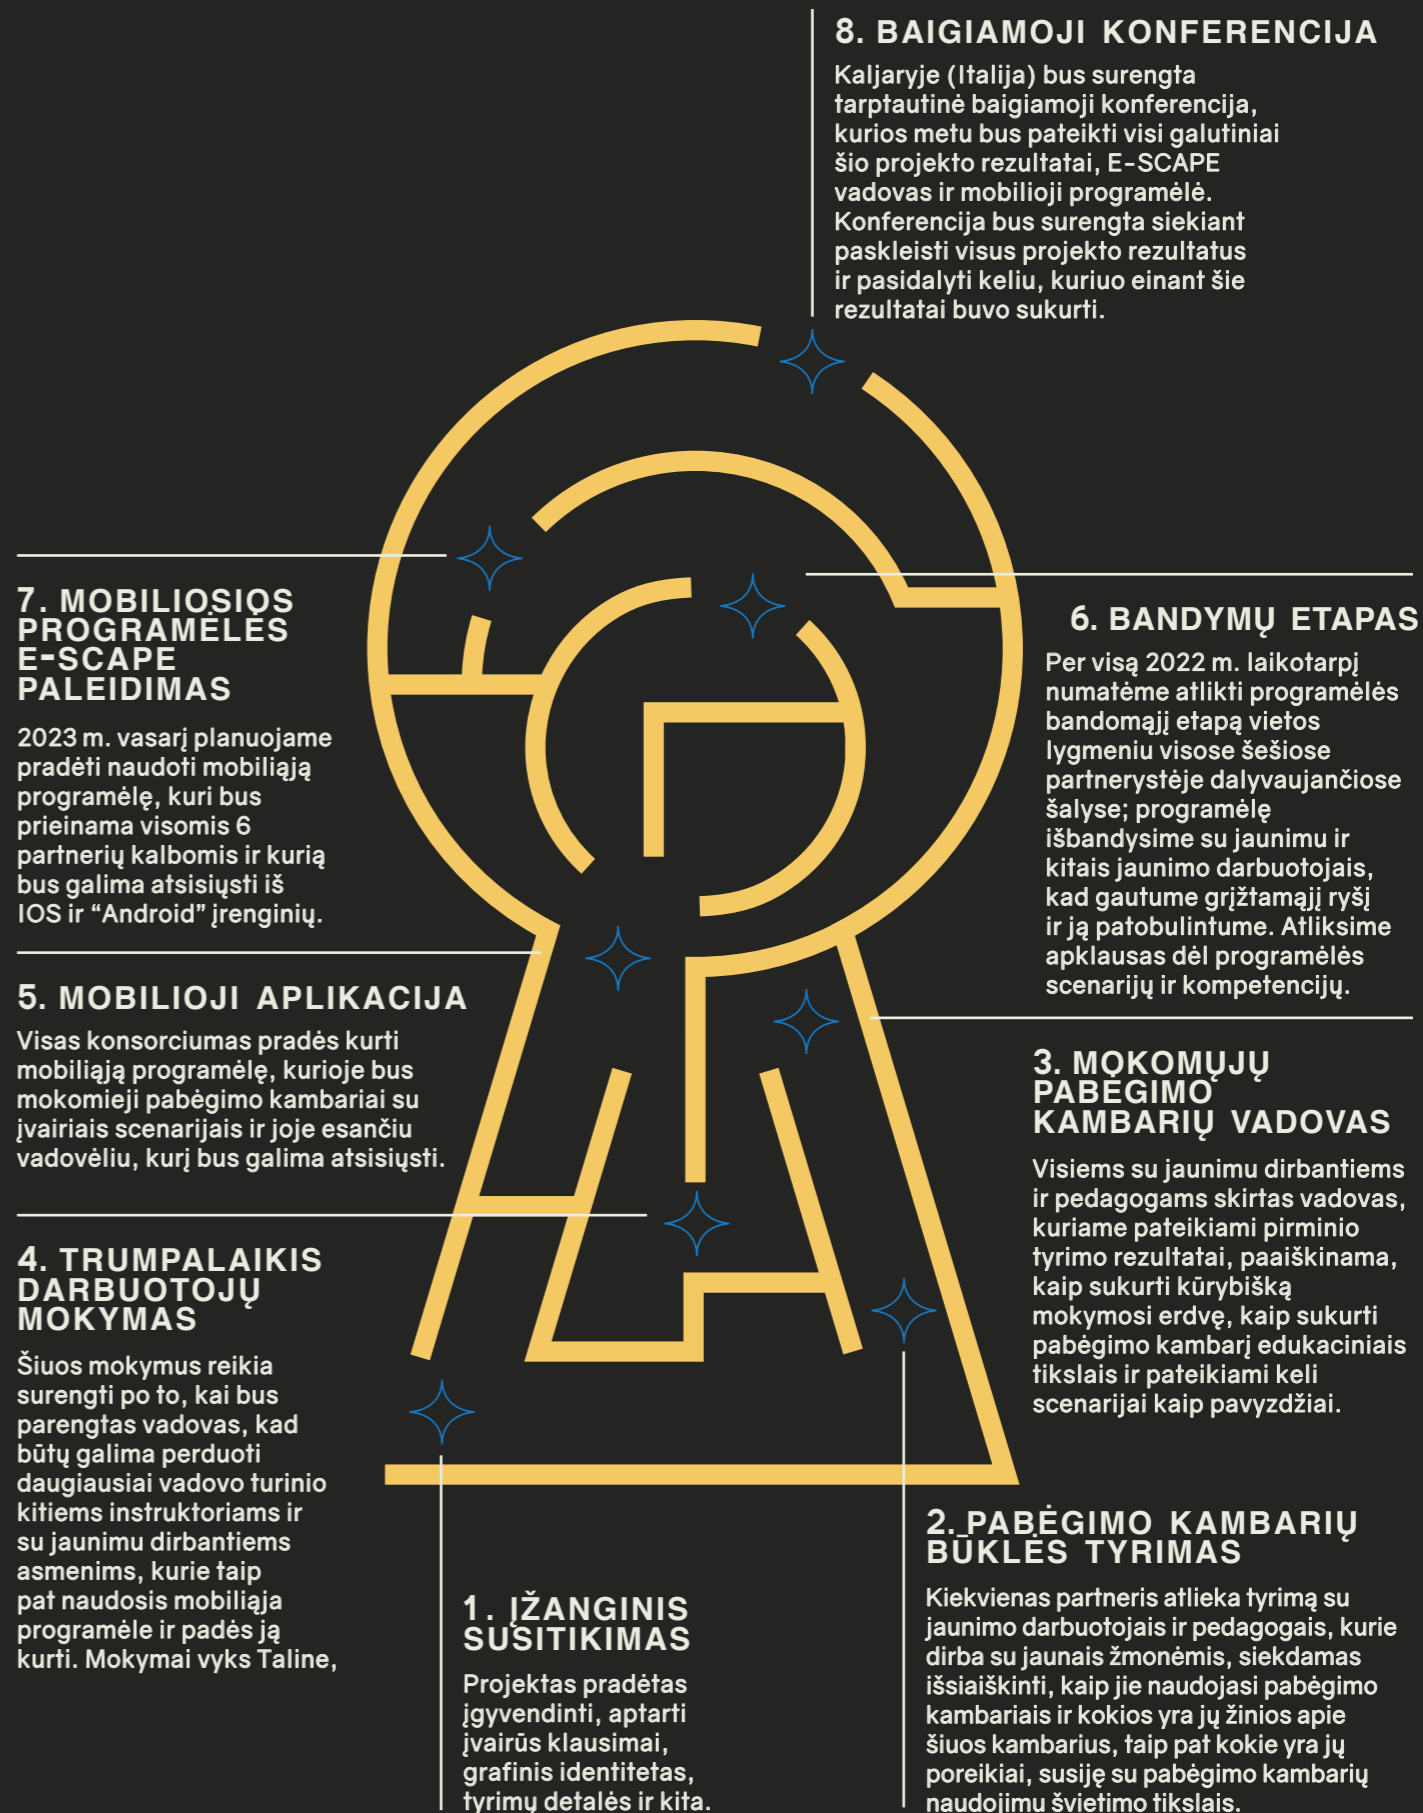 8. BAIGIAMOJI KONFERENCIJA
Kaljaryje (Italija) bus surengta
tarptautinė baigiamoji konferencija,
kurios metu bus pateikti visi galutiniai
šio projekto rezultatai, E-SCAPE
vadovas ir mobilioji programėlė.
Konferencija bus surengta siekiant
paskleisti visus projekto rezultatus
ir pasidalyti keliu, kuriuo einant šie
rezultatai buvo sukurti.
7. MOBILIOSIOS
PROGRAMĖLĖS
E-SCAPE
PALEIDIMAS
2023 m. vasarį planuojame
pradėti naudoti mobiliąją
programėlę, kuri bus
prieinama visomis 6
partnerių kalbomis ir kurią
bus galima atsisiųsti iš
IOS ir “Android” įrenginių.
6. BANDYMŲ ETAPAS
Per visą 2022 m. laikotarpį
numatėme atlikti programėlės
bandomąjį etapą vietos
lygmeniu visose šešiose
partnerystėje dalyvaujančiose
šalyse; programėlę
išbandysime su jaunimu ir
kitais jaunimo darbuotojais,
kad gautume grįžtamąjį ryšį
ir ją patobulintume. Atliksime
apklausas dėl programėlės
scenarijų ir kompetencijų.
5. MOBILIOJI APLIKACIJA
Visas konsorciumas pradės kurti
mobiliąją programėlę, kurioje bus
mokomieji pabėgimo kambariai su
įvairiais scenarijais ir joje esančiu
vadovėliu, kurį bus galima atsisiųsti.
3. MOKOMŲJŲ
PABĖGIMO
KAMBARIŲ VADOVAS
Visiems su jaunimu dirbantiems
ir pedagogams skirtas vadovas,
kuriame pateikiami pirminio
tyrimo rezultatai, paaiškinama,
kaip sukurti kūrybišką
mokymosi erdvę, kaip sukurti
pabėgimo kambarį edukaciniais
tikslais ir pateikiami keli
scenarijai kaip pavyzdžiai.
4. TRUMPALAIKIS
DARBUOTOJŲ
MOKYMAS
Šiuos mokymus reikia
surengti po to, kai bus
parengtas vadovas, kad
būtų galima perduoti
daugiausiai vadovo turinio
kitiems instruktoriams ir
su jaunimu dirbantiems
asmenims, kurie taip
pat naudosis mobiliąja
programėle ir padės ją
kurti. Mokymai vyks Taline,
2. PABĖGIMO KAMBARIŲ
BŪKLĖS TYRIMAS
Kiekvienas partneris atlieka tyrimą su
jaunimo darbuotojais ir pedagogais, kurie
dirba su jaunais žmonėmis, siekdamas
išsiaiškinti, kaip jie naudojasi pabėgimo
kambariais ir kokios yra jų žinios apie
šiuos kambarius, taip pat kokie yra jų
poreikiai, susiję su pabėgimo kambarių
naudojimu švietimo tikslais.
1. ĮŽANGINIS
SUSITIKIMAS
Projektas pradėtas
įgyvendinti, aptarti
įvairūs klausimai,
grafinis identitetas,
tyrimų detalės ir kita.